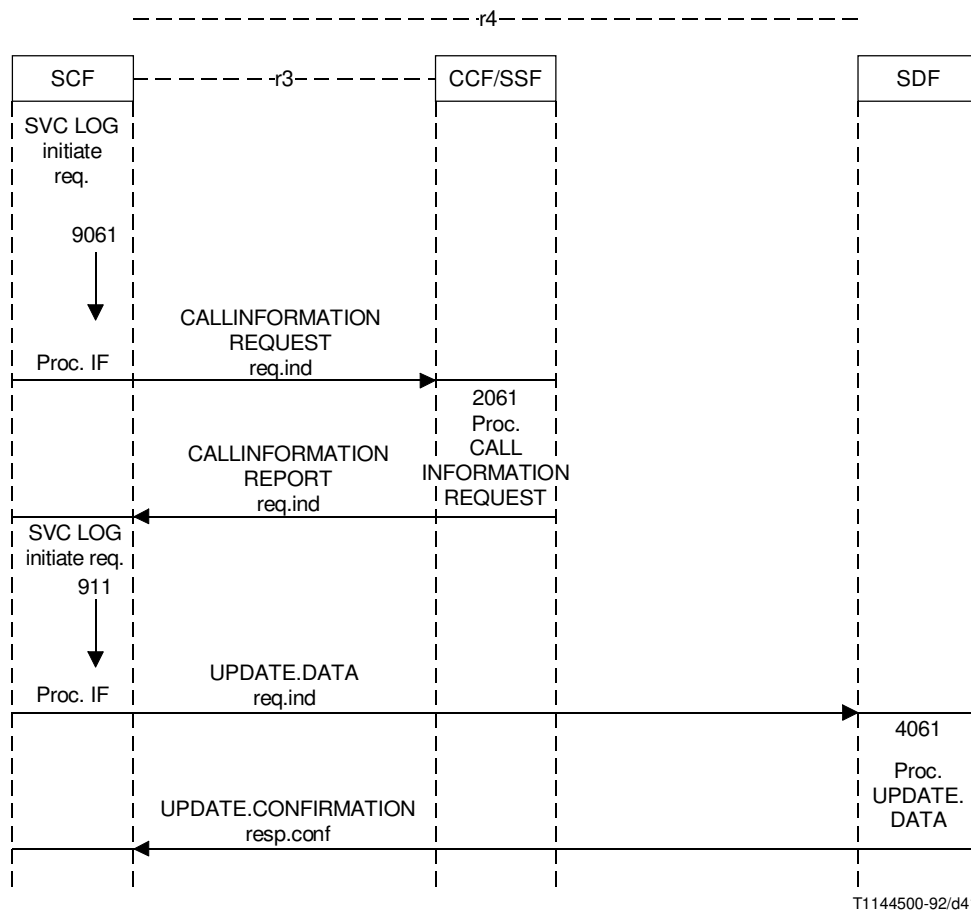 r4
SCF
r3
CCF/SSF
SDF
SVC LOG
initiate
req.
9061
CALLINFORMATION
REQUEST
req.ind
Proc. IF
2061
Proc.
CALL
INFORMATION
REQUEST
CALLINFORMATION
REPORT
req.ind
SVC LOG
initiate req.
911
UPDATE.DATA
req.ind
Proc. IF
4061
Proc.
UPDATE.
DATA
UPDATE.CONFIRMATION
resp.conf
T1144500-92/d4